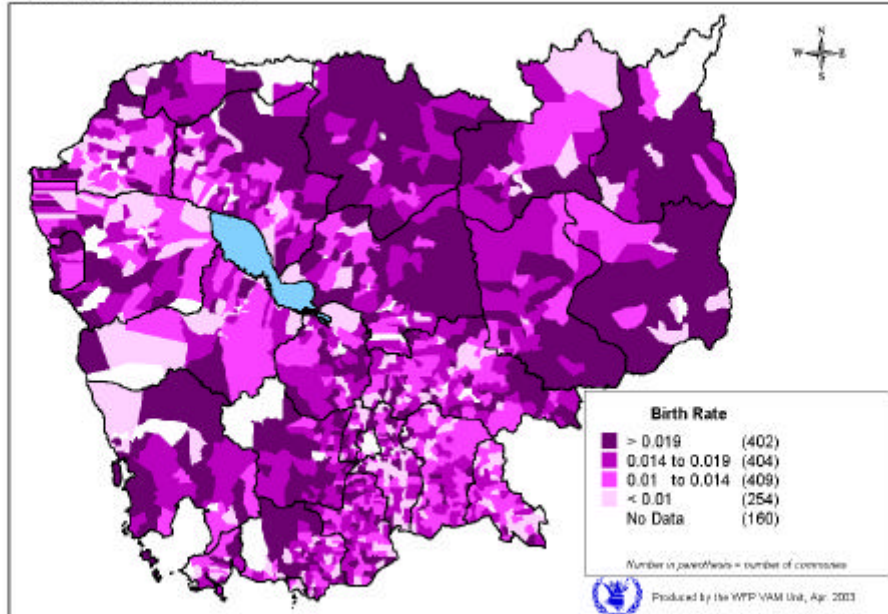 N
W E
S
Birth Rate
> 0.019 (402)
0.014 to 0.019 (404)
0.01 to 0.014 (409)
< 0.01 (254)
No Data (160)
Number in parenthesis = number of communes
Produced by the WFP VAM Unit, Apr. 2003